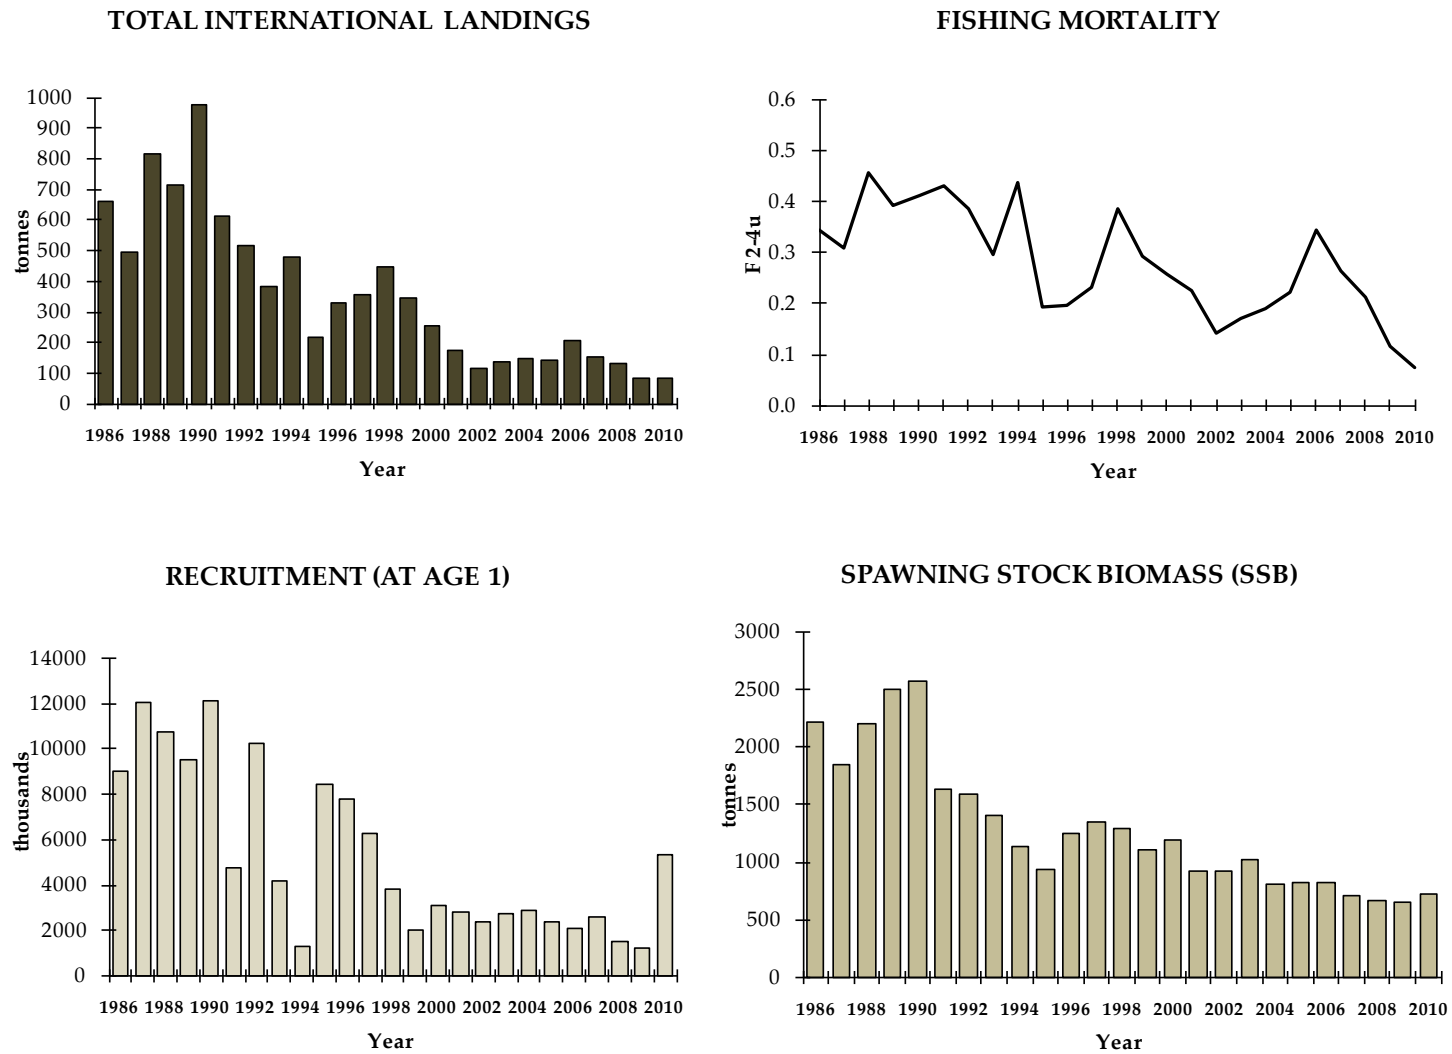 TOTAL INTERNATIONAL LANDINGS
1000
900
800
700
600
500
400
300
200
100
0
tonnes
1986 1988 1990 1992 1994 1996 1998 2000 2002 2004 2006 2008 2010
Year
FISHING MORTALITY
0.6
0.5
0.4
0.3
0.2
0.1
0.0
F 2-4u
1986 1988 1990 1992 1994 1996 1998 2000 2002 2004 2006 2008 2010
Year
RECRUITMENT (AT AGE 1)
14000
12000
10000
8000
6000
4000
2000
0
thousands
1986 1988 1990 1992 1994 1996 1998 2000 2002 2004 2006 2008 2010
Year
SPAWNING STOCK BIOMASS (SSB)
3000
2500
2000
1500
1000
500
0
tonnes
1986 1988 1990 1992 1994 1996 1998 2000 2002 2004 2006 2008 2010
Year